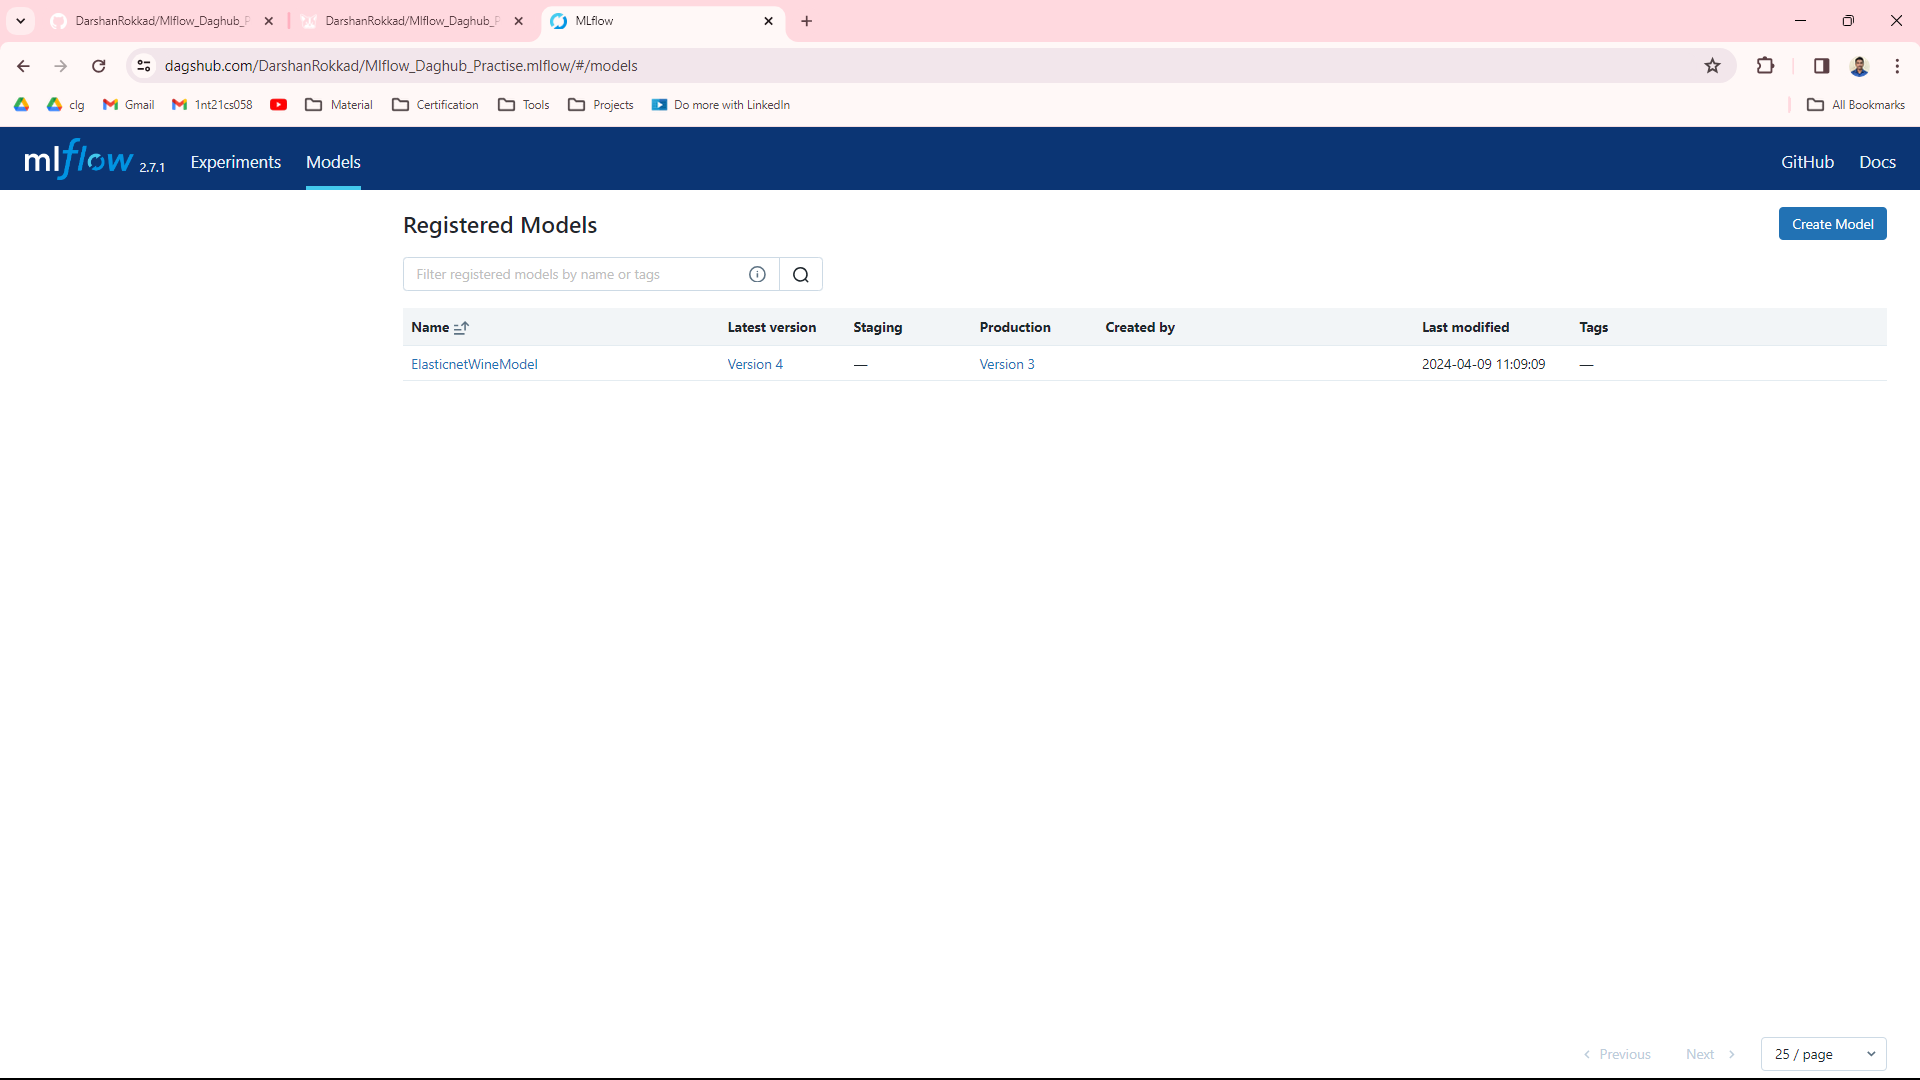 DarshanRokkad/Mlflow_Daghub_P
DarshanRokkad/Mlflow_Daghub_P
MLflow
dagshub.com/DarshanRokkad/Mlflow_Daghub_Practise.mlflow/#/models
clg
Gmail
1nt21cs058
Material
Certification
Tools
Projects
Do more with LinkedIn
All Bookmarks
mlflow 2.7.1
Experiments
Models
GitHub
Docs
Registered Models
Create Model
Filter registered models by name or tags
Name Latest version Staging Production Created by Last modified Tags
ElasticnetWineModel Version 4 — Version 3 2024-04-09 11:09:09 —
Previous
Next
25 / page